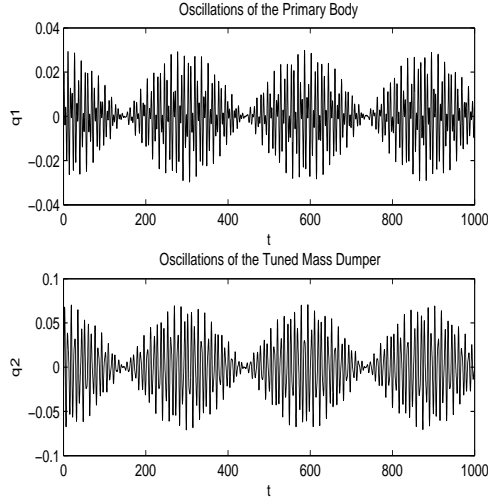 Oscillations of the Primary Body
0.04
0.02
0
−0.02
−0.04
q1
0 200 400 600 800 1000
t
Oscillations of the Tuned Mass Dumper
0.1
0.05
0
−0.05
−0.1
q2
0 200 400 600 800 1000
t